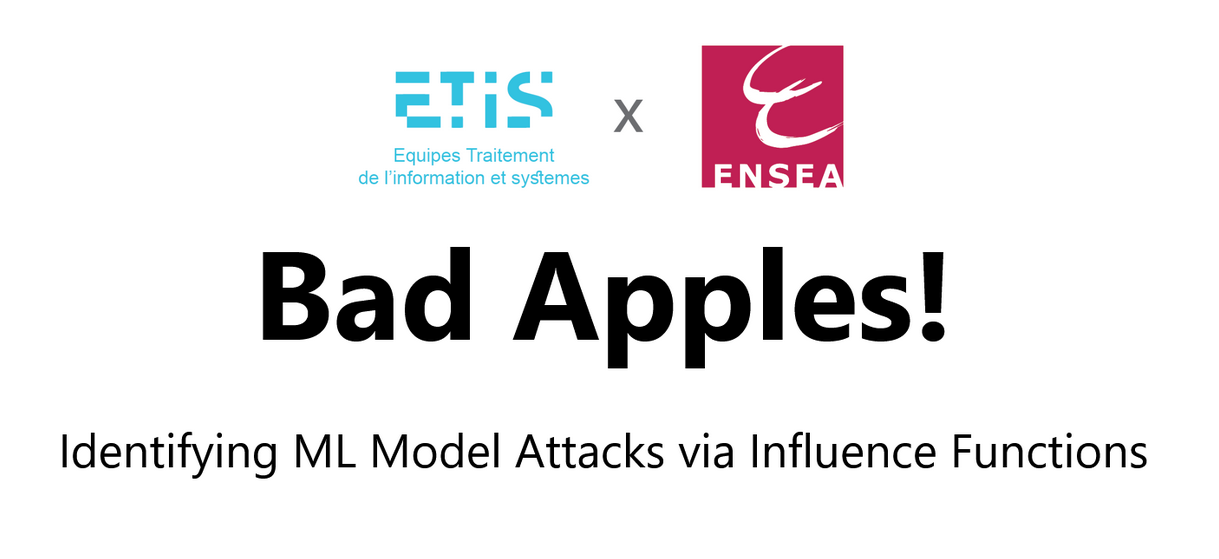 ETiS x ENSEA
Equipes Traitement
de l'information et systemes
Bad Apples!
Identifying ML Model Attacks via Influence Functions